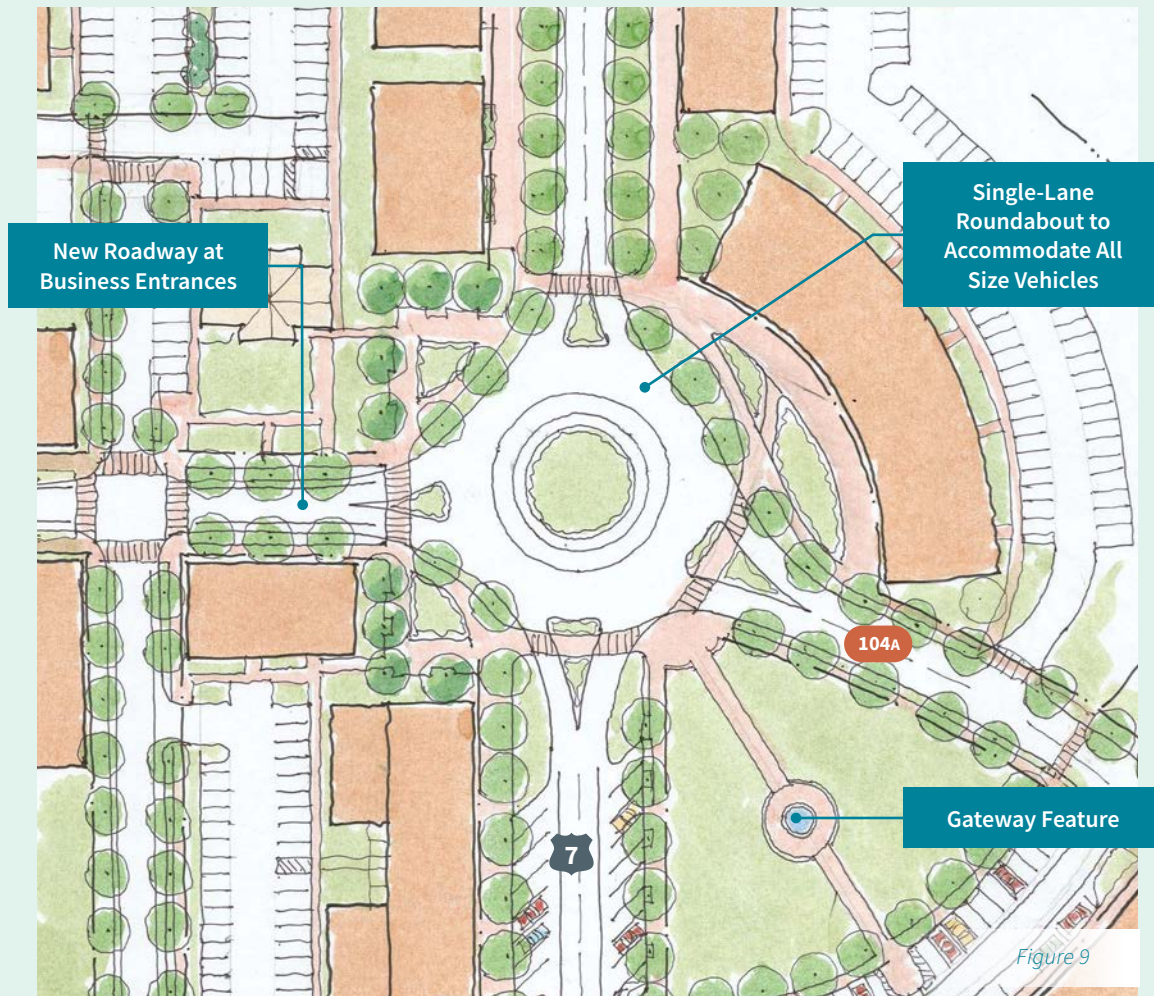 Single-Lane
Roundabout to
Accommodate All
Size Vehicles
New Roadway at
Business Entrances
104A
Gateway Feature
7
Figure 9